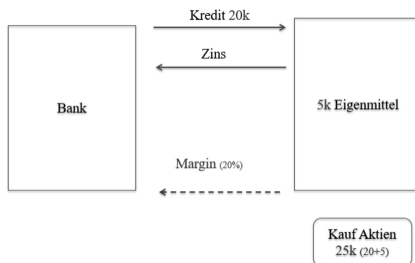 Kredit 20k
Zins
Bank
5k Eigenmittel
Margin (20%)
Kauf Aktien
25k (20+5)